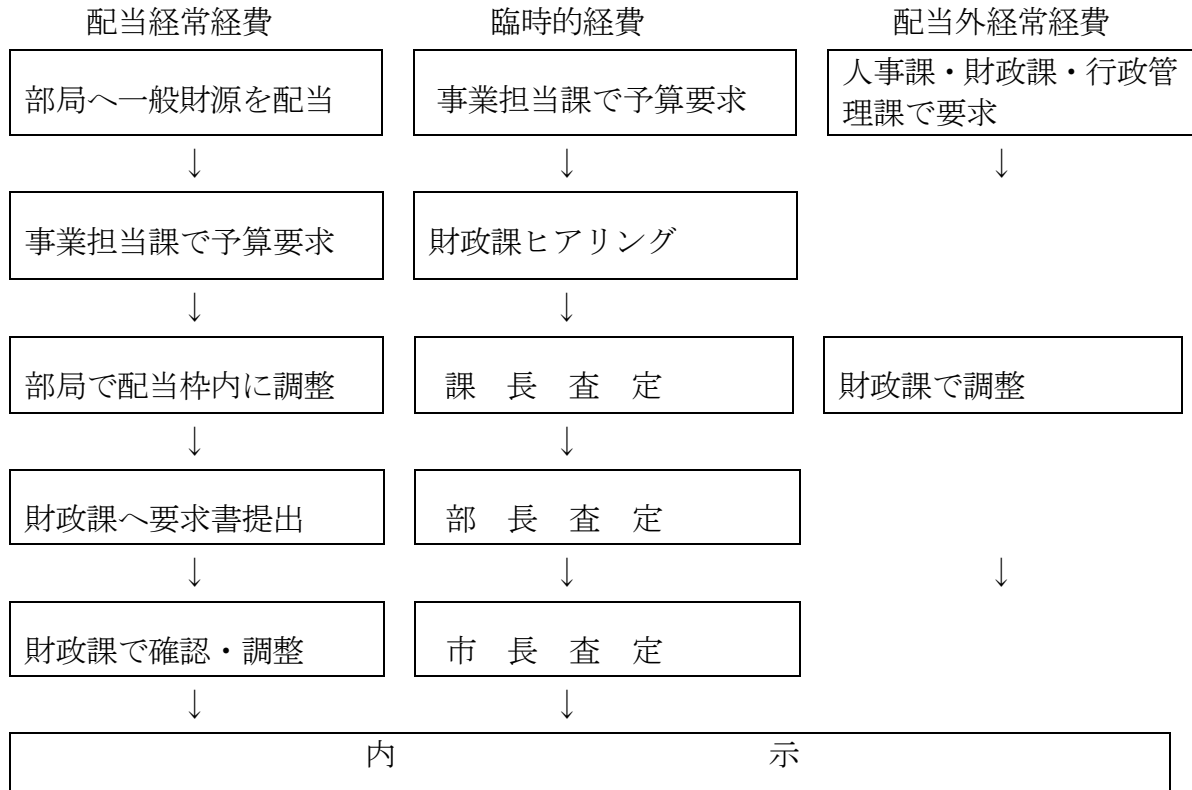 配当経常経費 臨時的経費 配当外経常経費
部局へ一般財源を配当 事業担当課で予算要求 人事課・財政課・行政管
理課で要求
↓ ↓ ↓
事業担当課で予算要求 財政課ヒアリング
↓ ↓
部局で配当枠内に調整 課 長 査 定 財政課で調整
↓ ↓
財政課へ要求書提出 部 長 査 定
↓ ↓ ↓
財政課で確認・調整 市 長 査 定
↓ ↓
内 示